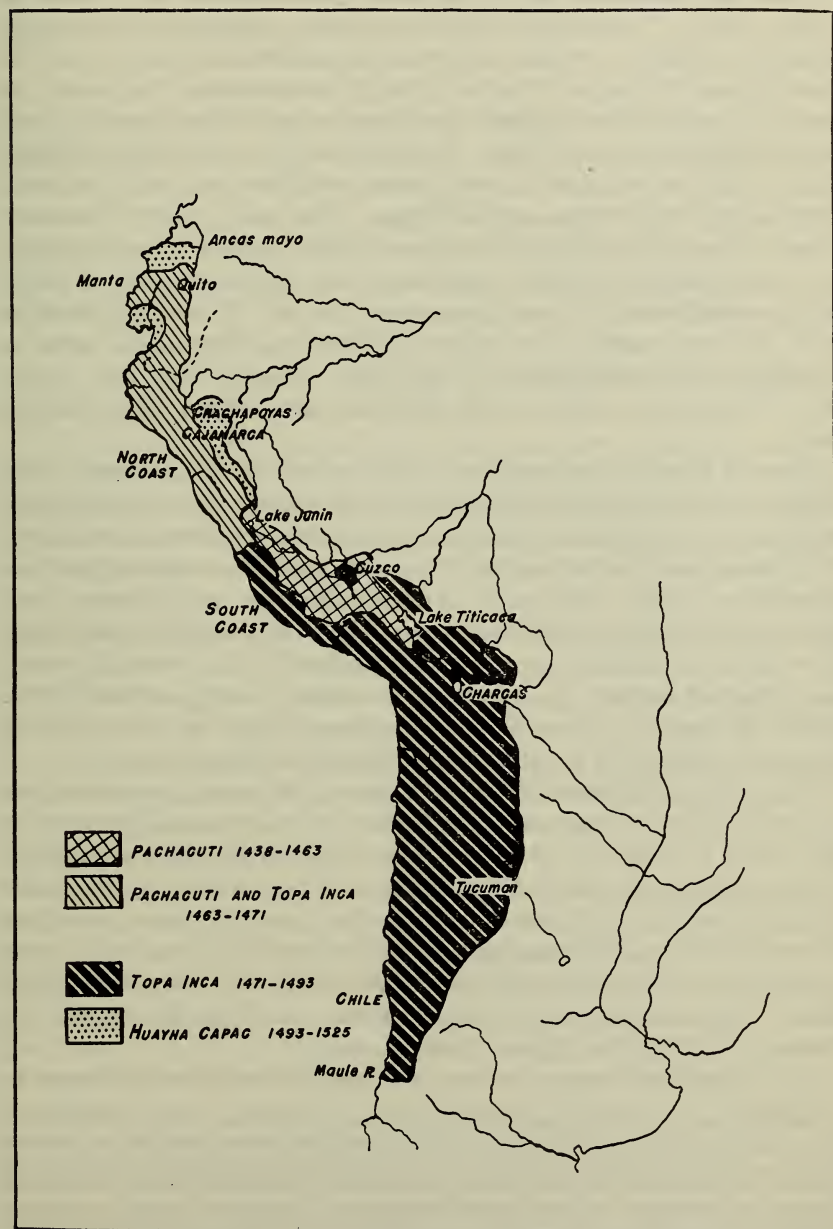 Ancas mayo
Manta
Quito
CHACHAPOYAS
CAJAMARCA
NORTH
COAST
Lake Junin
Cuzco
SOUTH
COAST
Lake Titicaca
CHARCAS
PACHACUTI 1438-1463
PACHACUTI AND TOPA INCA
1463-1471
Tucuman
TOPA INCA 1471-1493
CHILE
HUAYNA CAPAC 1493-1525
Maule R.